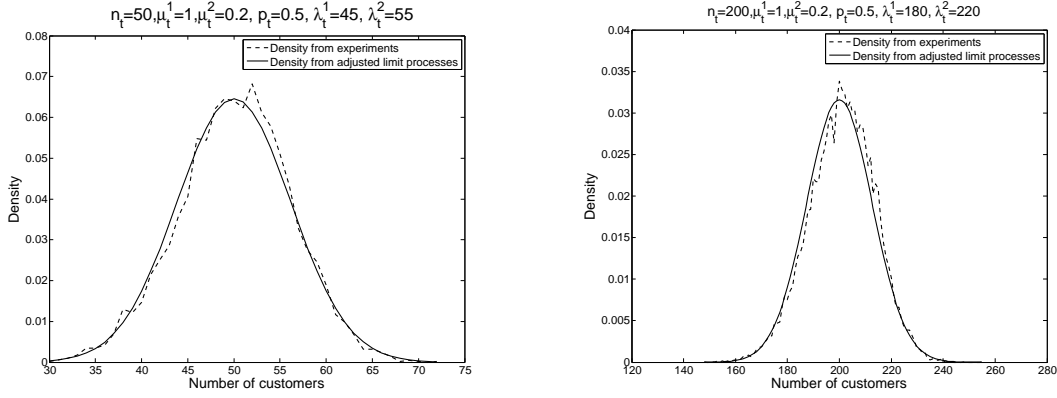 n_t=50,μ_t^1=1,μ_t^2=0.2, p_t=0.5, λ_t^1=45, λ_t^2=55
0.08
0.07
0.06
0.05
0.04
0.03
0.02
0.01
0
Density
Density from experiments
Density from adjusted limit processes
30 35 40 45 50 55 60 65 70 75
Number of customers
n_t=200,μ_t^1=1,μ_t^2=0.2, p_t=0.5, λ_t^1=180, λ_t^2=220
0.04
0.035
0.03
0.025
0.02
0.015
0.01
0.005
0.000
Density
Density from experiments
Density from adjusted limit processes
120 140 160 180 200 220 240 260 280
Number of customers